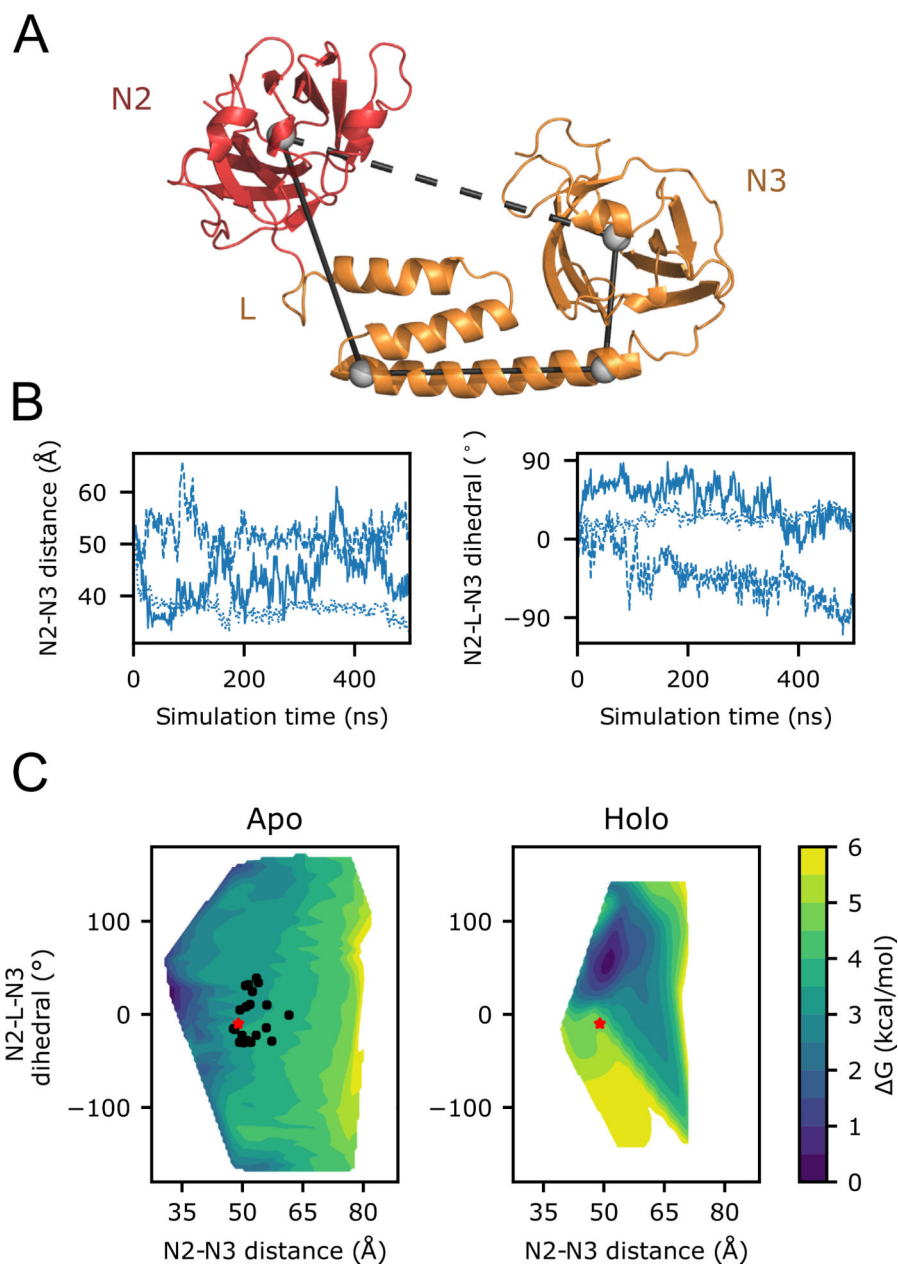 A
N2
N3
L
B
N2-N3 distance (Å)
60
50
40
0
200
400
Simulation time (ns)
N2-L-N3 dihedral (°)
90
0
−90
0
200
400
Simulation time (ns)
C
Apo
Holo
N2-L-N3
dihedral (°)
100
0
−100
35
50
65
80
N2-N3 distance (Å)
35
50
65
80
N2-N3 distance (Å)
6
5
4
3
2
1
0
ΔG (kcal/mol)